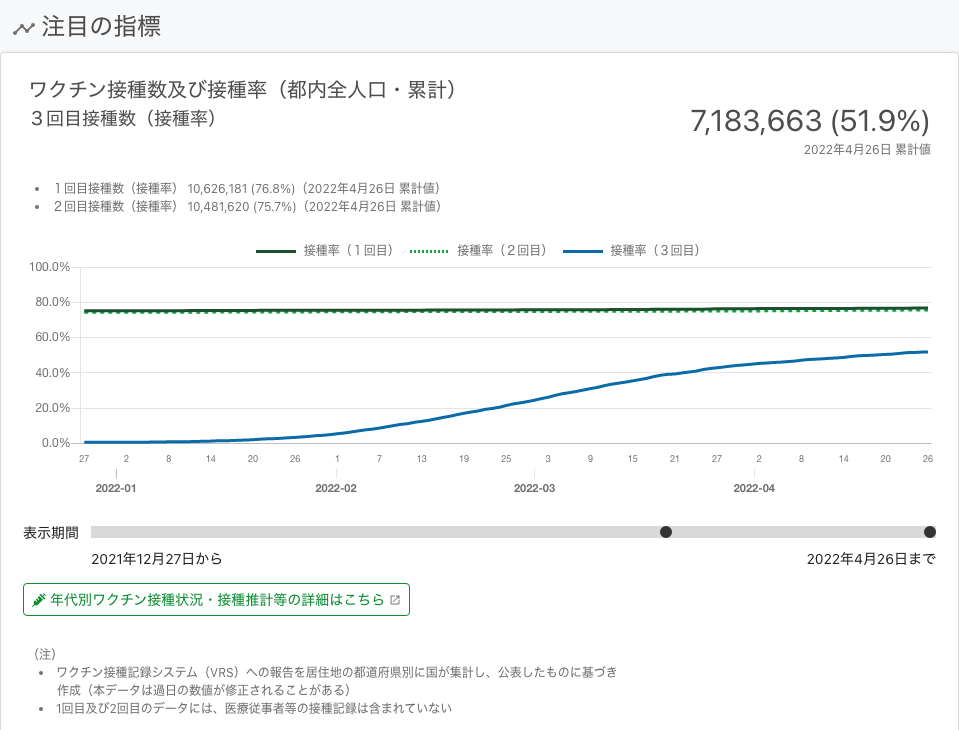 注目の指標
ワクチン接種数及び接種率（都内全人口・累計）
３回目接種数（接種率）
7,183,663 (51.9%)
2022年4月26日 累計値
１回目接種数（接種率） 10,626,181 (76.8%)（2022年4月26日 累計値）
２回目接種数（接種率） 10,481,620 (75.7%)（2022年4月26日 累計値）
接種率（１回目） 接種率（２回目） 接種率（３回目）
100.0%
80.0%
60.0%
40.0%
20.0%
0.0%
27 2 8 14 20 26 1 7 13 19 25 3 9 15 21 27 2 8 14 20 26
2022-01 2022-02 2022-03 2022-04
表示期間
2021年12月27日から 2022年4月26日まで
年代別ワクチン接種状況・接種推計等の詳細はこちら
（注）
ワクチン接種記録システム（VRS）への報告を居住地の都道府県別に国が集計し、公表したものに基づき
作成（本データは過日の数値が修正されることがある）
1回目及び2回目のデータには、医療従事者等の接種記録は含まれていない